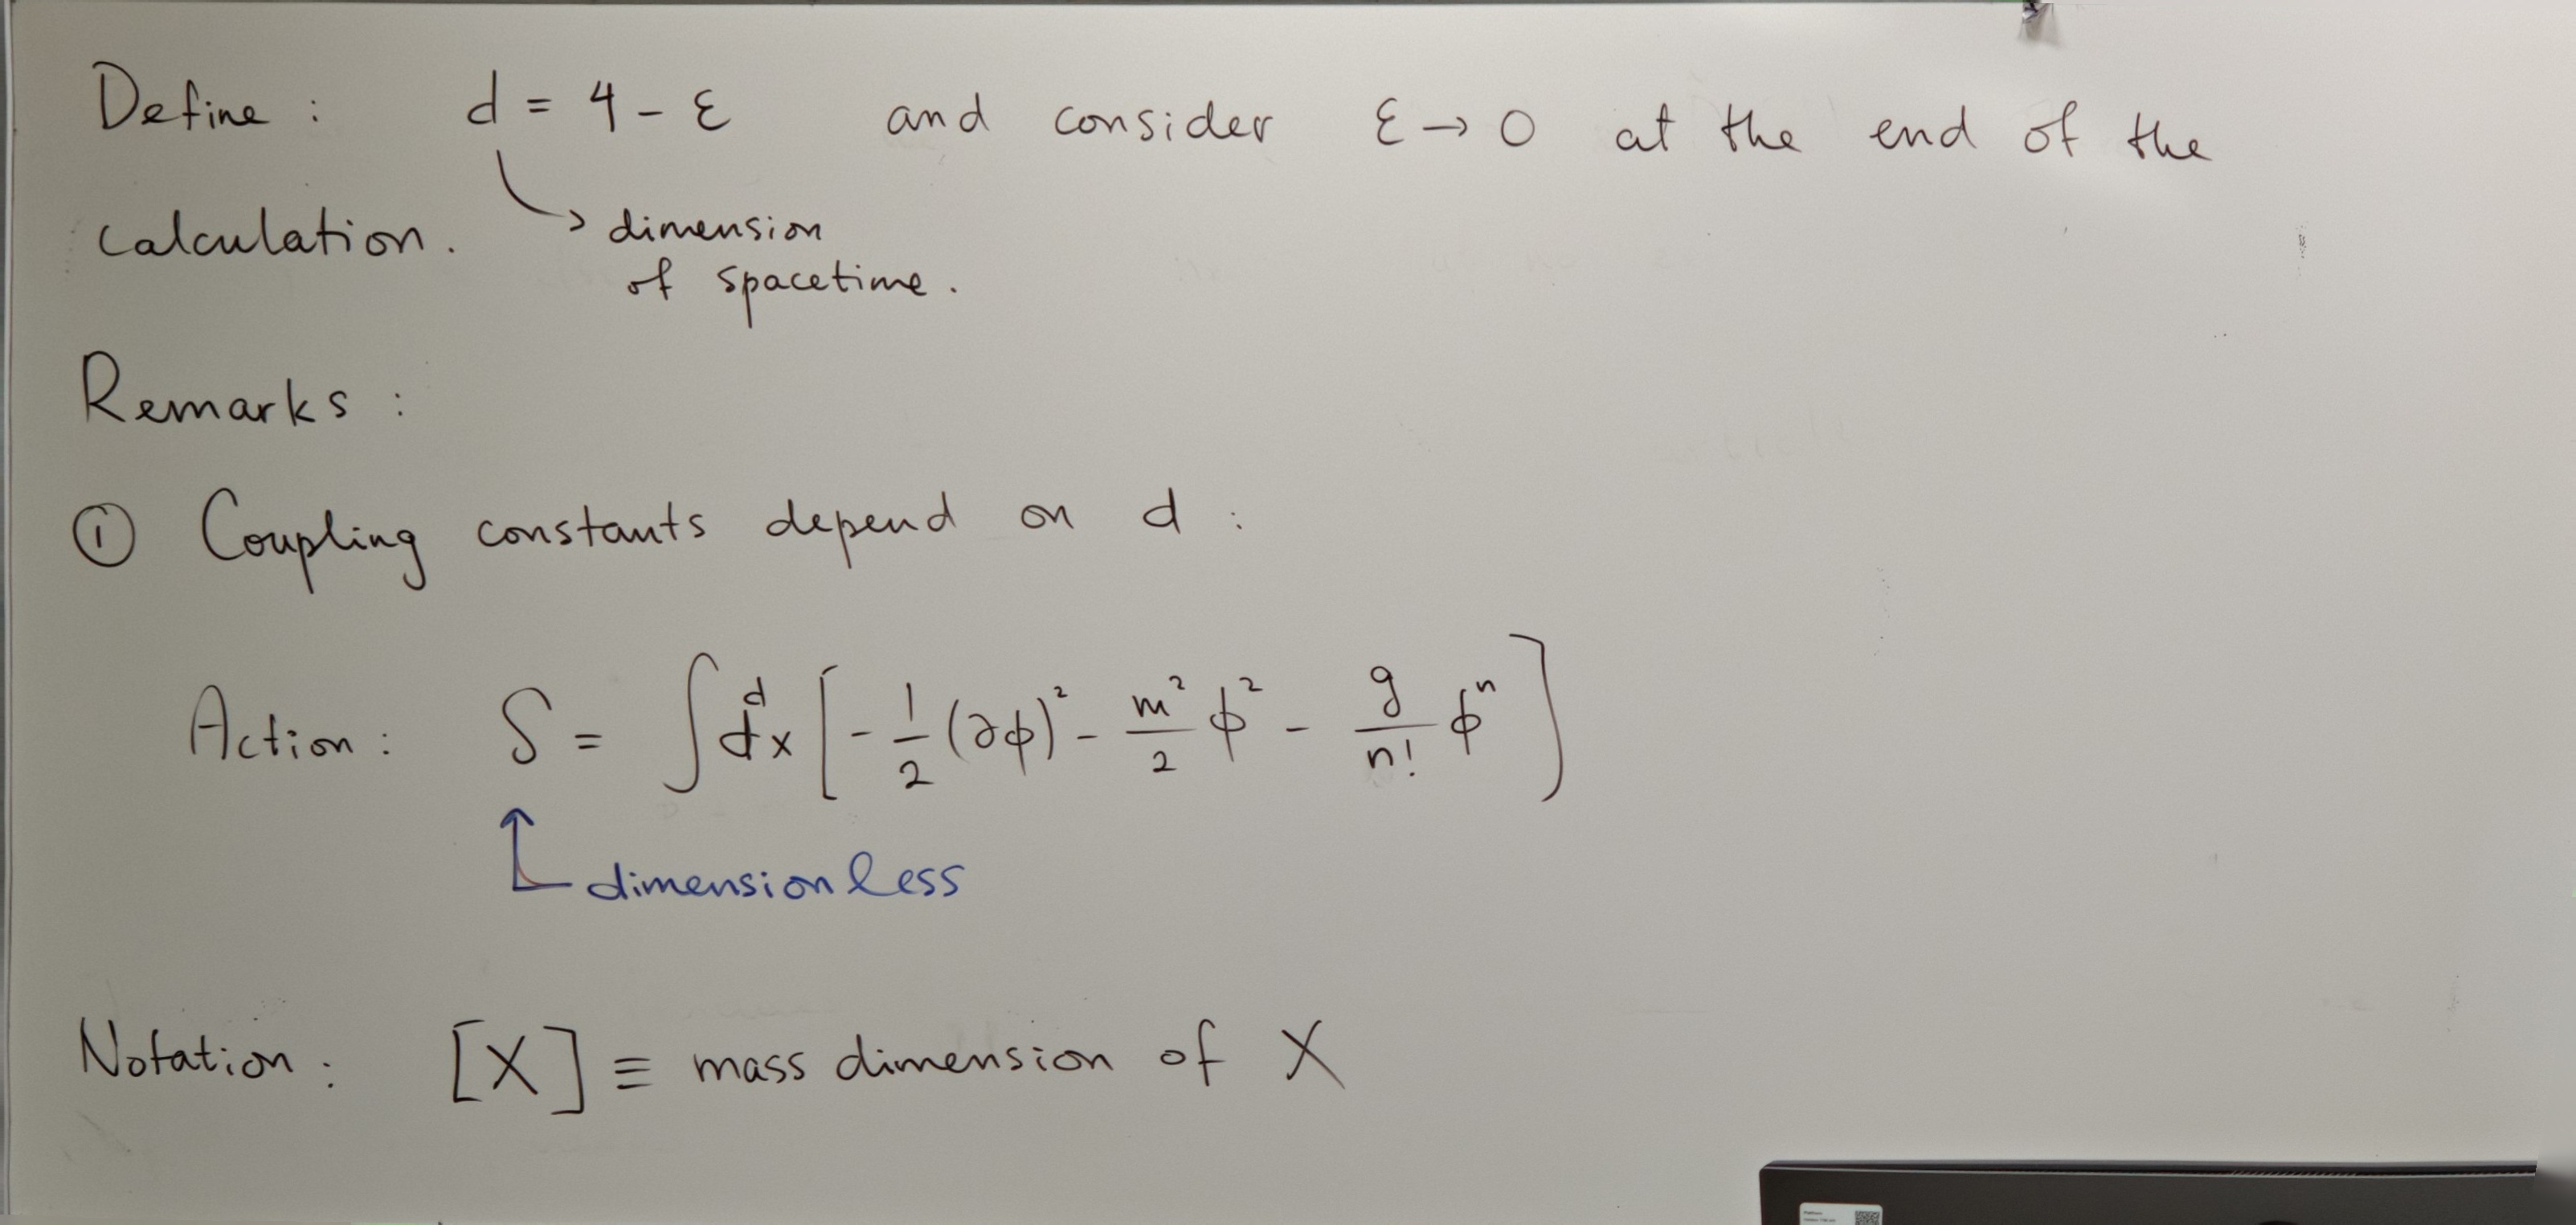 Define : d = 4 - ε and consider ε → 0 at the end of the
calculation. → dimension
of spacetime.
Remarks :
① Coupling constants depend on d :
Action : S = ∫ d^d x [ - 1/2 (∂φ)² - m²/2 φ² - g/n! φ^n ]
dimensionless
Notation : [X] ≡ mass dimension of X